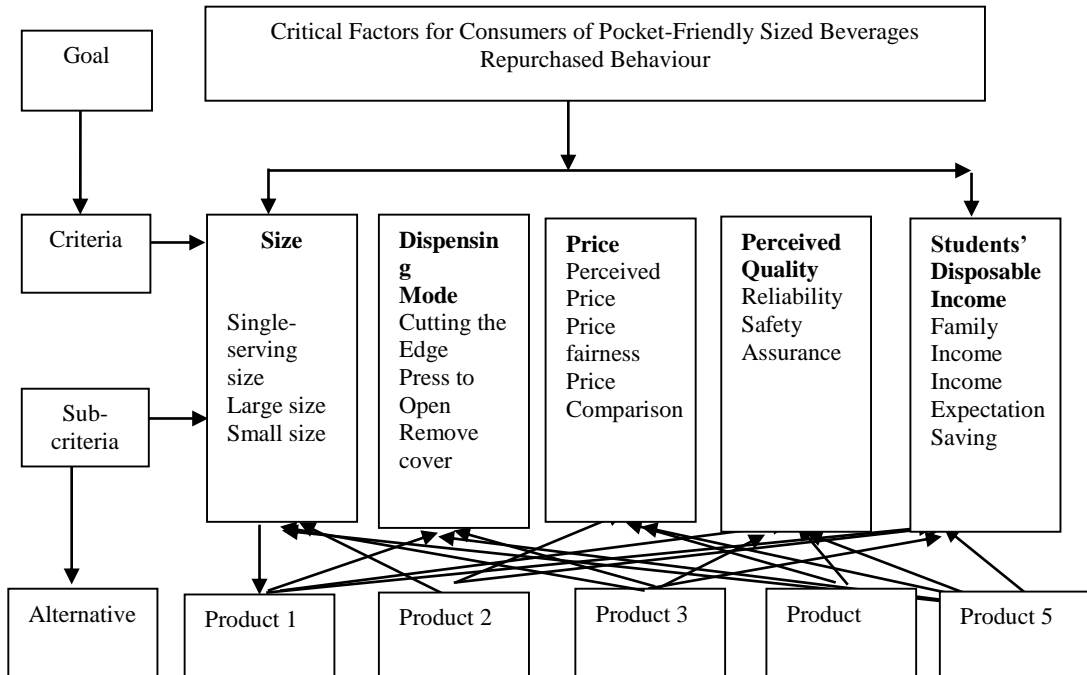 Goal
Critical Factors for Consumers of Pocket-Friendly Sized Beverages
Repurchased Behaviour
Criteria
Size
Single-
serving
size
Large size
Small size
Dispensin
g
Mode
Cutting the
Edge
Press to
Open
Remove
cover
Price
Perceived
Price
Price
fairness
Price
Comparison
Perceived
Quality
Reliability
Safety
Assurance
Students’
Disposable
Income
Family
Income
Income
Expectation
Saving
Sub-
criteria
Alternative
Product 1
Product 2
Product 3
Product
Product 5